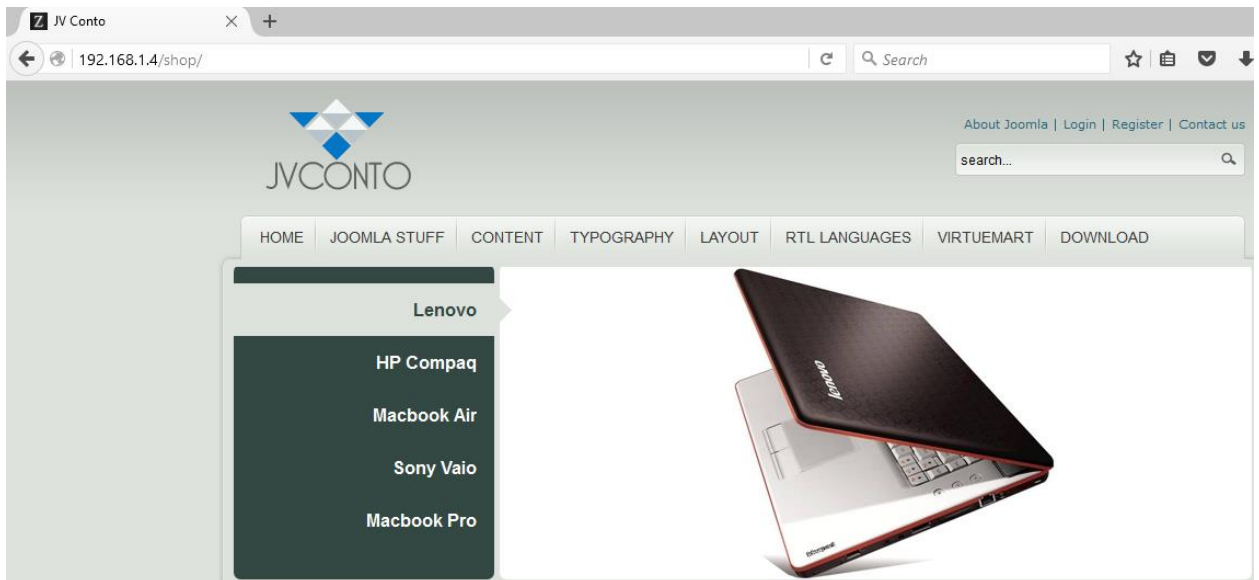 Z JV Conto
192.168.1.4/shop/
Search
About Joomla | Login | Register | Contact us
search...
JVCONTO
HOME JOOMLA STUFF CONTENT TYPOGRAPHY LAYOUT RTL LANGUAGES VIRTUEMART DOWNLOAD
Lenovo
HP Compaq
Macbook Air
Sony Vaio
Macbook Pro
lenovo